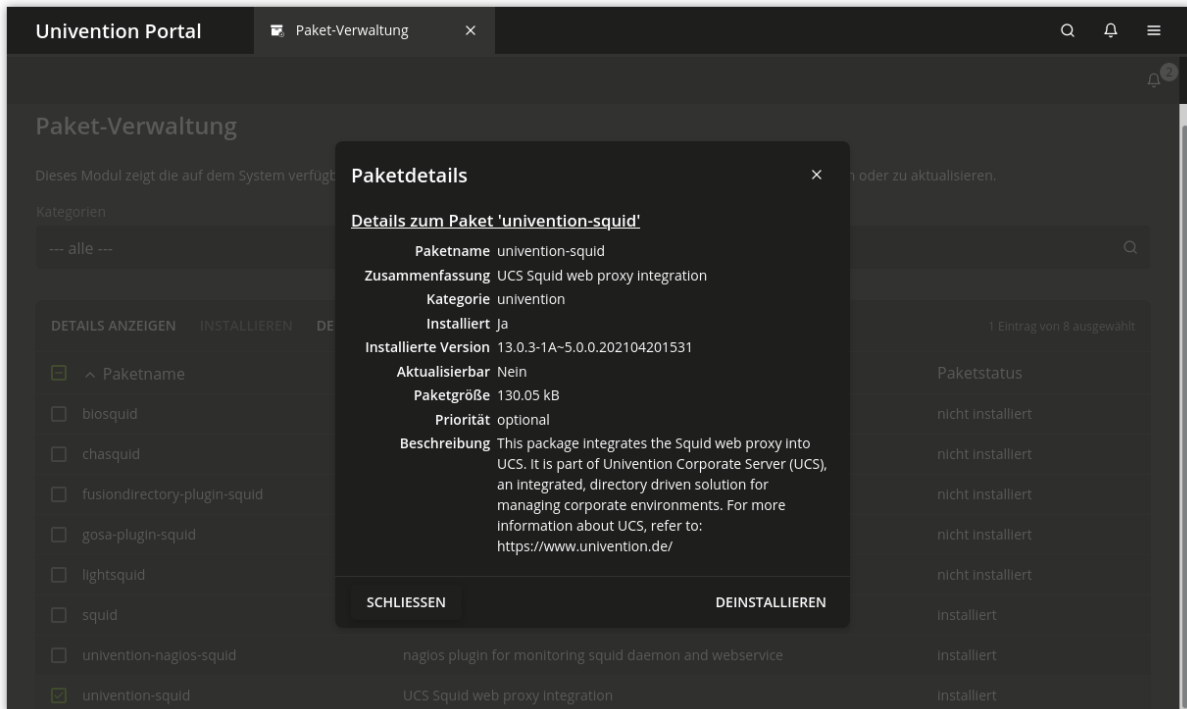 Univention Portal
Paket-Verwaltung
2
Paket-Verwaltung
Dieses Modul zeigt die auf dem System verfügb
n oder zu aktualisieren.
Kategorien
--- alle ---
Paketdetails
Details zum Paket 'univention-squid'
Paketname univention-squid
Zusammenfassung UCS Squid web proxy integration
Kategorie univention
Installiert Ja
Installierte Version 13.0.3-1A~5.0.0.202104201531
Aktualisierbar Nein
Paketgröße 130.05 kB
Priorität optional
Beschreibung This package integrates the Squid web proxy into
UCS. It is part of Univention Corporate Server (UCS),
an integrated, directory driven solution for
managing corporate environments. For more
information about UCS, refer to:
https://www.univention.de/
SCHLIESSEN DEINSTALLIEREN
DETAILS ANZEIGEN INSTALLIEREN DE
1 Eintrag von 8 ausgewählt
Paketname Paketstatus
biosquid nicht installiert
chasquid nicht installiert
fusiondirectory-plugin-squid nicht installiert
gosa-plugin-squid nicht installiert
lightsquid nicht installiert
squid installiert
univention-nagios-squid nagios plugin for monitoring squid daemon and webservice installiert
univention-squid UCS Squid web proxy integration installiert